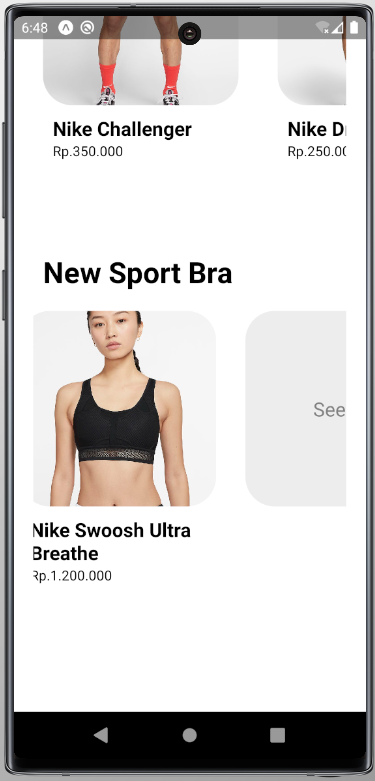 6:48
Nike Challenger
Nike D
Rp.350.000
Rp.250.00
New Sport Bra
See
Nike Swoosh Ultra
Breathe
Rp.1.200.000